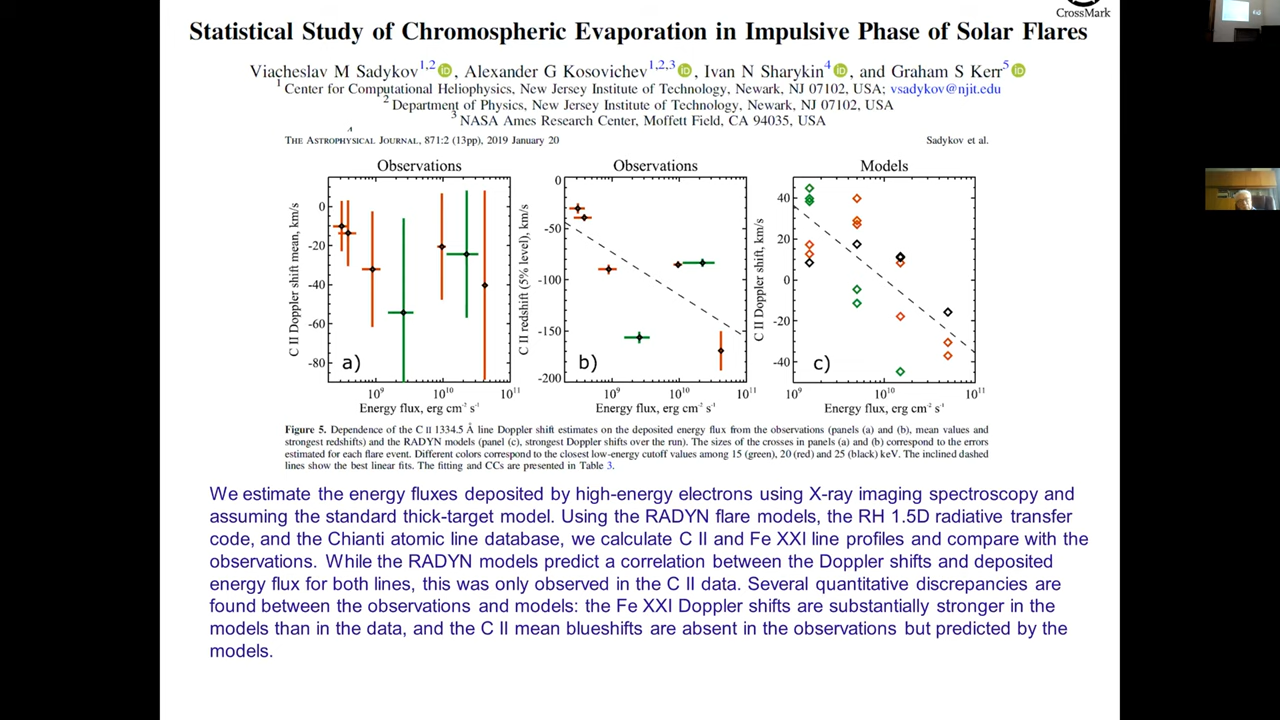 CrossMark
Statistical Study of Chromospheric Evaporation in Impulsive Phase of Solar Flares
Viacheslav M Sadykov1,2 iD, Alexander G Kosovichev1,2,3 iD, Ivan N Sharykin4 iD, and Graham S Kerr5 iD
1 Center for Computational Heliophysics, New Jersey Institute of Technology, Newark, NJ 07102, USA; vsadykov@njit.edu
2 Department of Physics, New Jersey Institute of Technology, Newark, NJ 07102, USA
3 NASA Ames Research Center, Moffett Field, CA 94035, USA
THE ASTROPHYSICAL JOURNAL, 871:2 (13pp), 2019 January 20
Sadykov et al.
Observations
C II Doppler shift mean, km/s
0
-20
-40
-60
-80
a)
10^9
10^10
10^11
Energy flux, erg cm^-2 s^-1
Observations
C II redshift (5% level), km/s
0
-50
-100
-150
-200
b)
10^9
10^10
10^11
Energy flux, erg cm^-2 s^-1
Models
C II Doppler shift, km/s
40
20
0
-20
-40
c)
10^9
10^10
10^11
Energy flux, erg cm^-2 s^-1
Figure 5. Dependence of the C II 1334.5 Å line Doppler shift estimates on the deposited energy flux from the observations (panels (a) and (b), mean values and
strongest redshifts) and the RADYN models (panel (c), strongest Doppler shifts over the run). The sizes of the crosses in panels (a) and (b) correspond to the errors
estimated for each flare event. Different colors correspond to the closest low-energy cutoff values among 15 (green), 20 (red) and 25 (black) keV. The inclined dashed
lines show the best linear fits. The fitting and CCs are presented in Table 3.
We estimate the energy fluxes deposited by high-energy electrons using X-ray imaging spectroscopy and
assuming the standard thick-target model. Using the RADYN flare models, the RH 1.5D radiative transfer
code, and the Chianti atomic line database, we calculate C II and Fe XXI line profiles and compare with the
observations. While the RADYN models predict a correlation between the Doppler shifts and deposited
energy flux for both lines, this was only observed in the C II data. Several quantitative discrepancies are
found between the observations and models: the Fe XXI Doppler shifts are substantially stronger in the
models than in the data, and the C II mean blueshifts are absent in the observations but predicted by the
models.